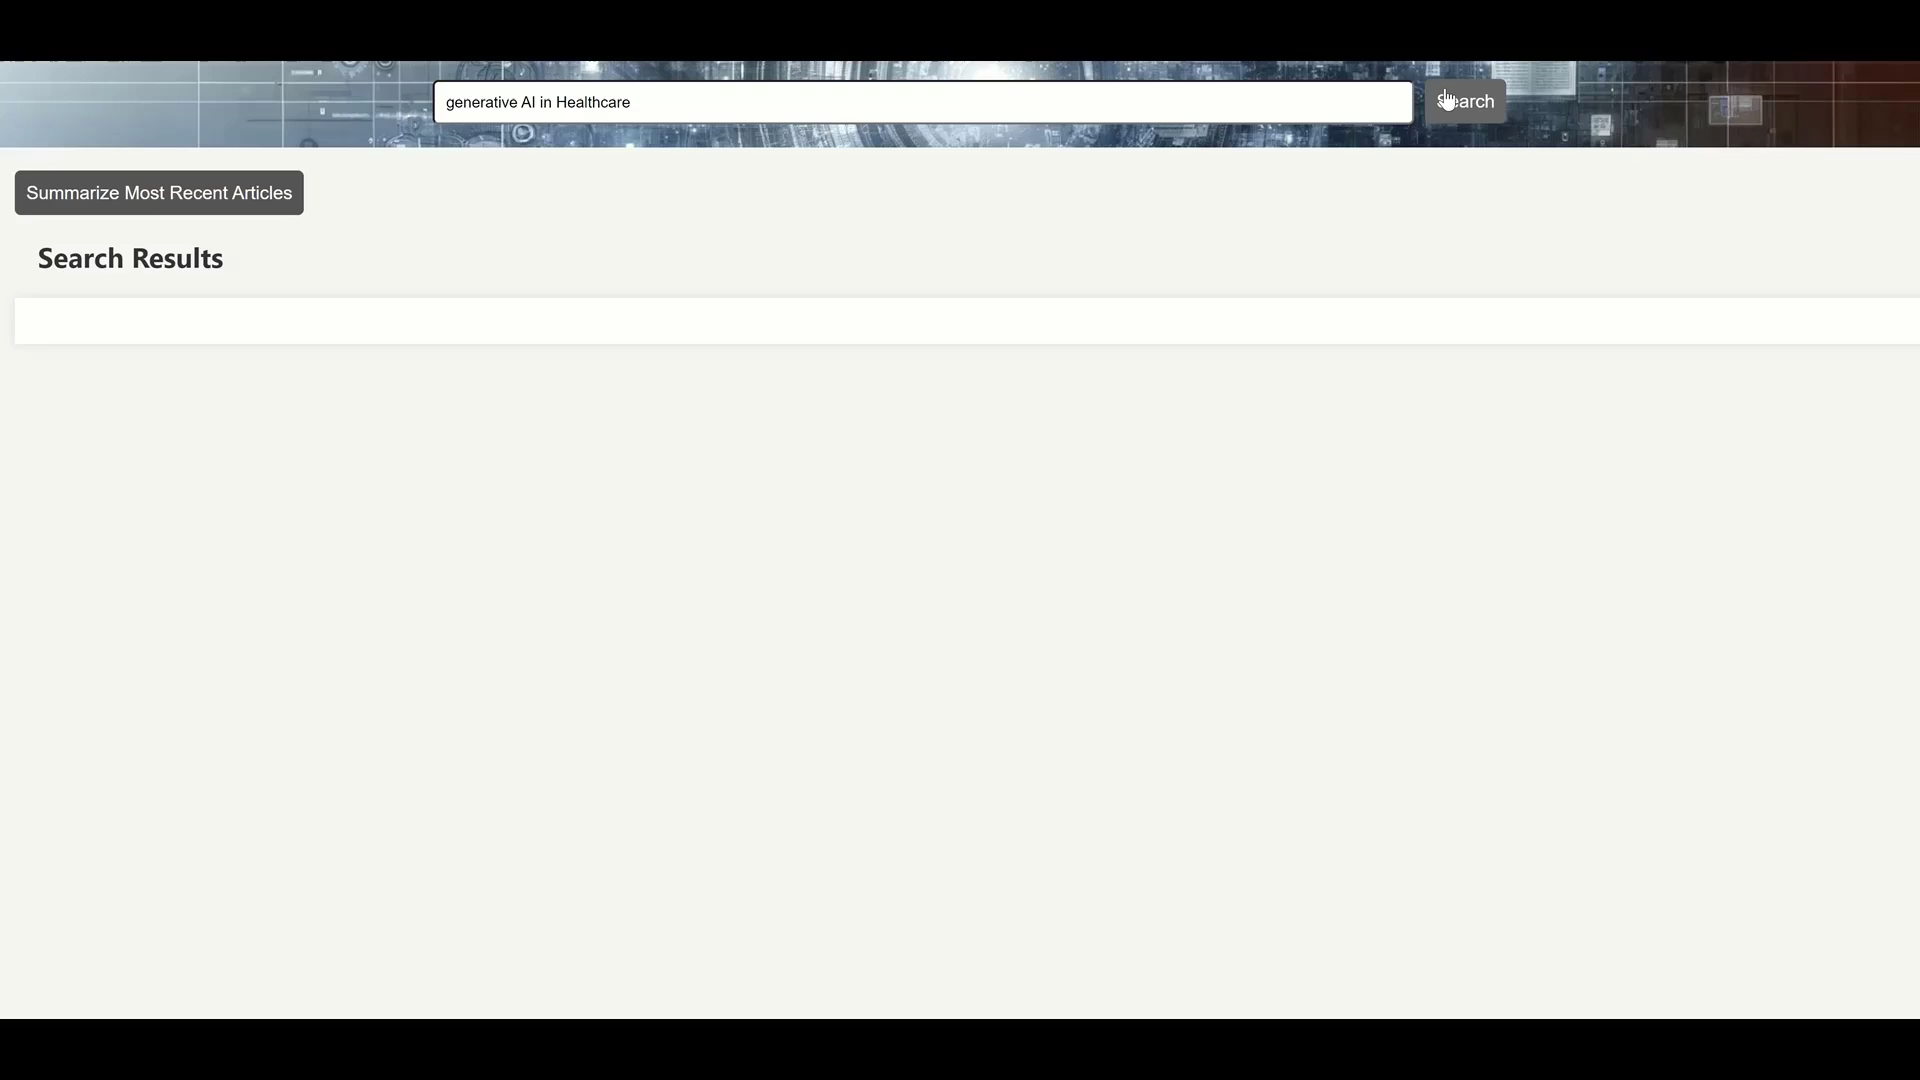 generative AI in Healthcare
Search
Summarize Most Recent Articles
Search Results